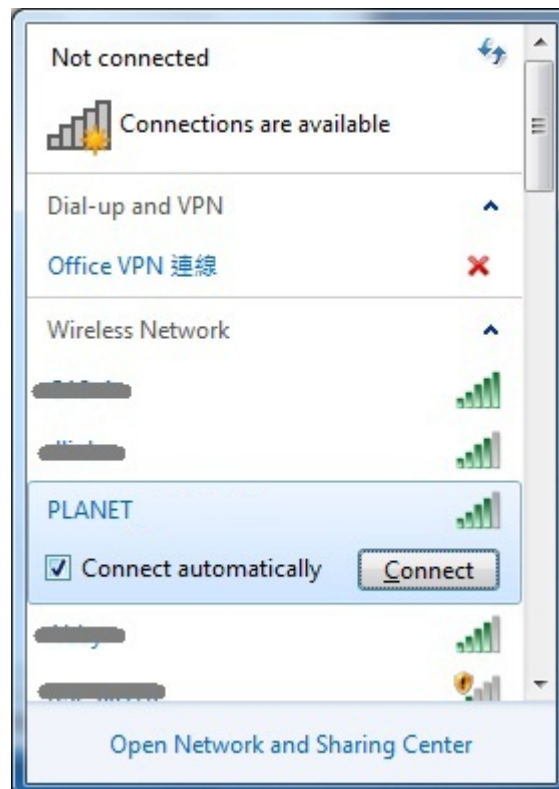 Not connected
Connections are available
Dial-up and VPN
Office VPN 連線
Wireless Network
PLANET
Connect automatically
Connect
Open Network and Sharing Center